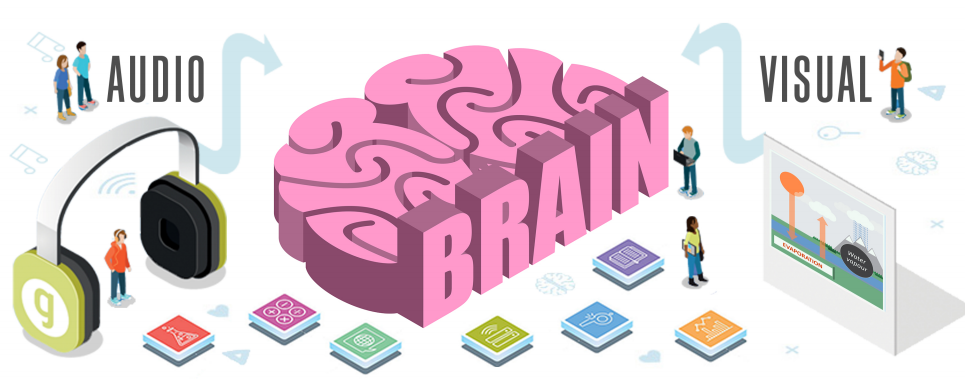 AUDIO
VISUAL
BRAIN
g
EVAPORATION
Water
vapour